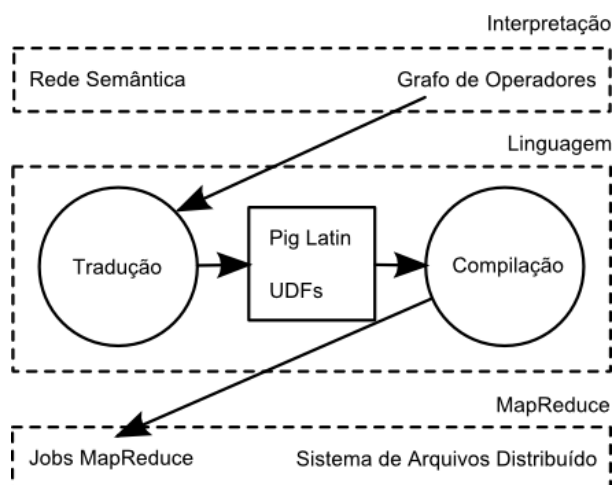 Interpretação
Rede Semântica
Grafo de Operadores
Linguagem
Tradução
Pig Latin
UDFs
Compilação
MapReduce
Jobs MapReduce
Sistema de Arquivos Distribuído